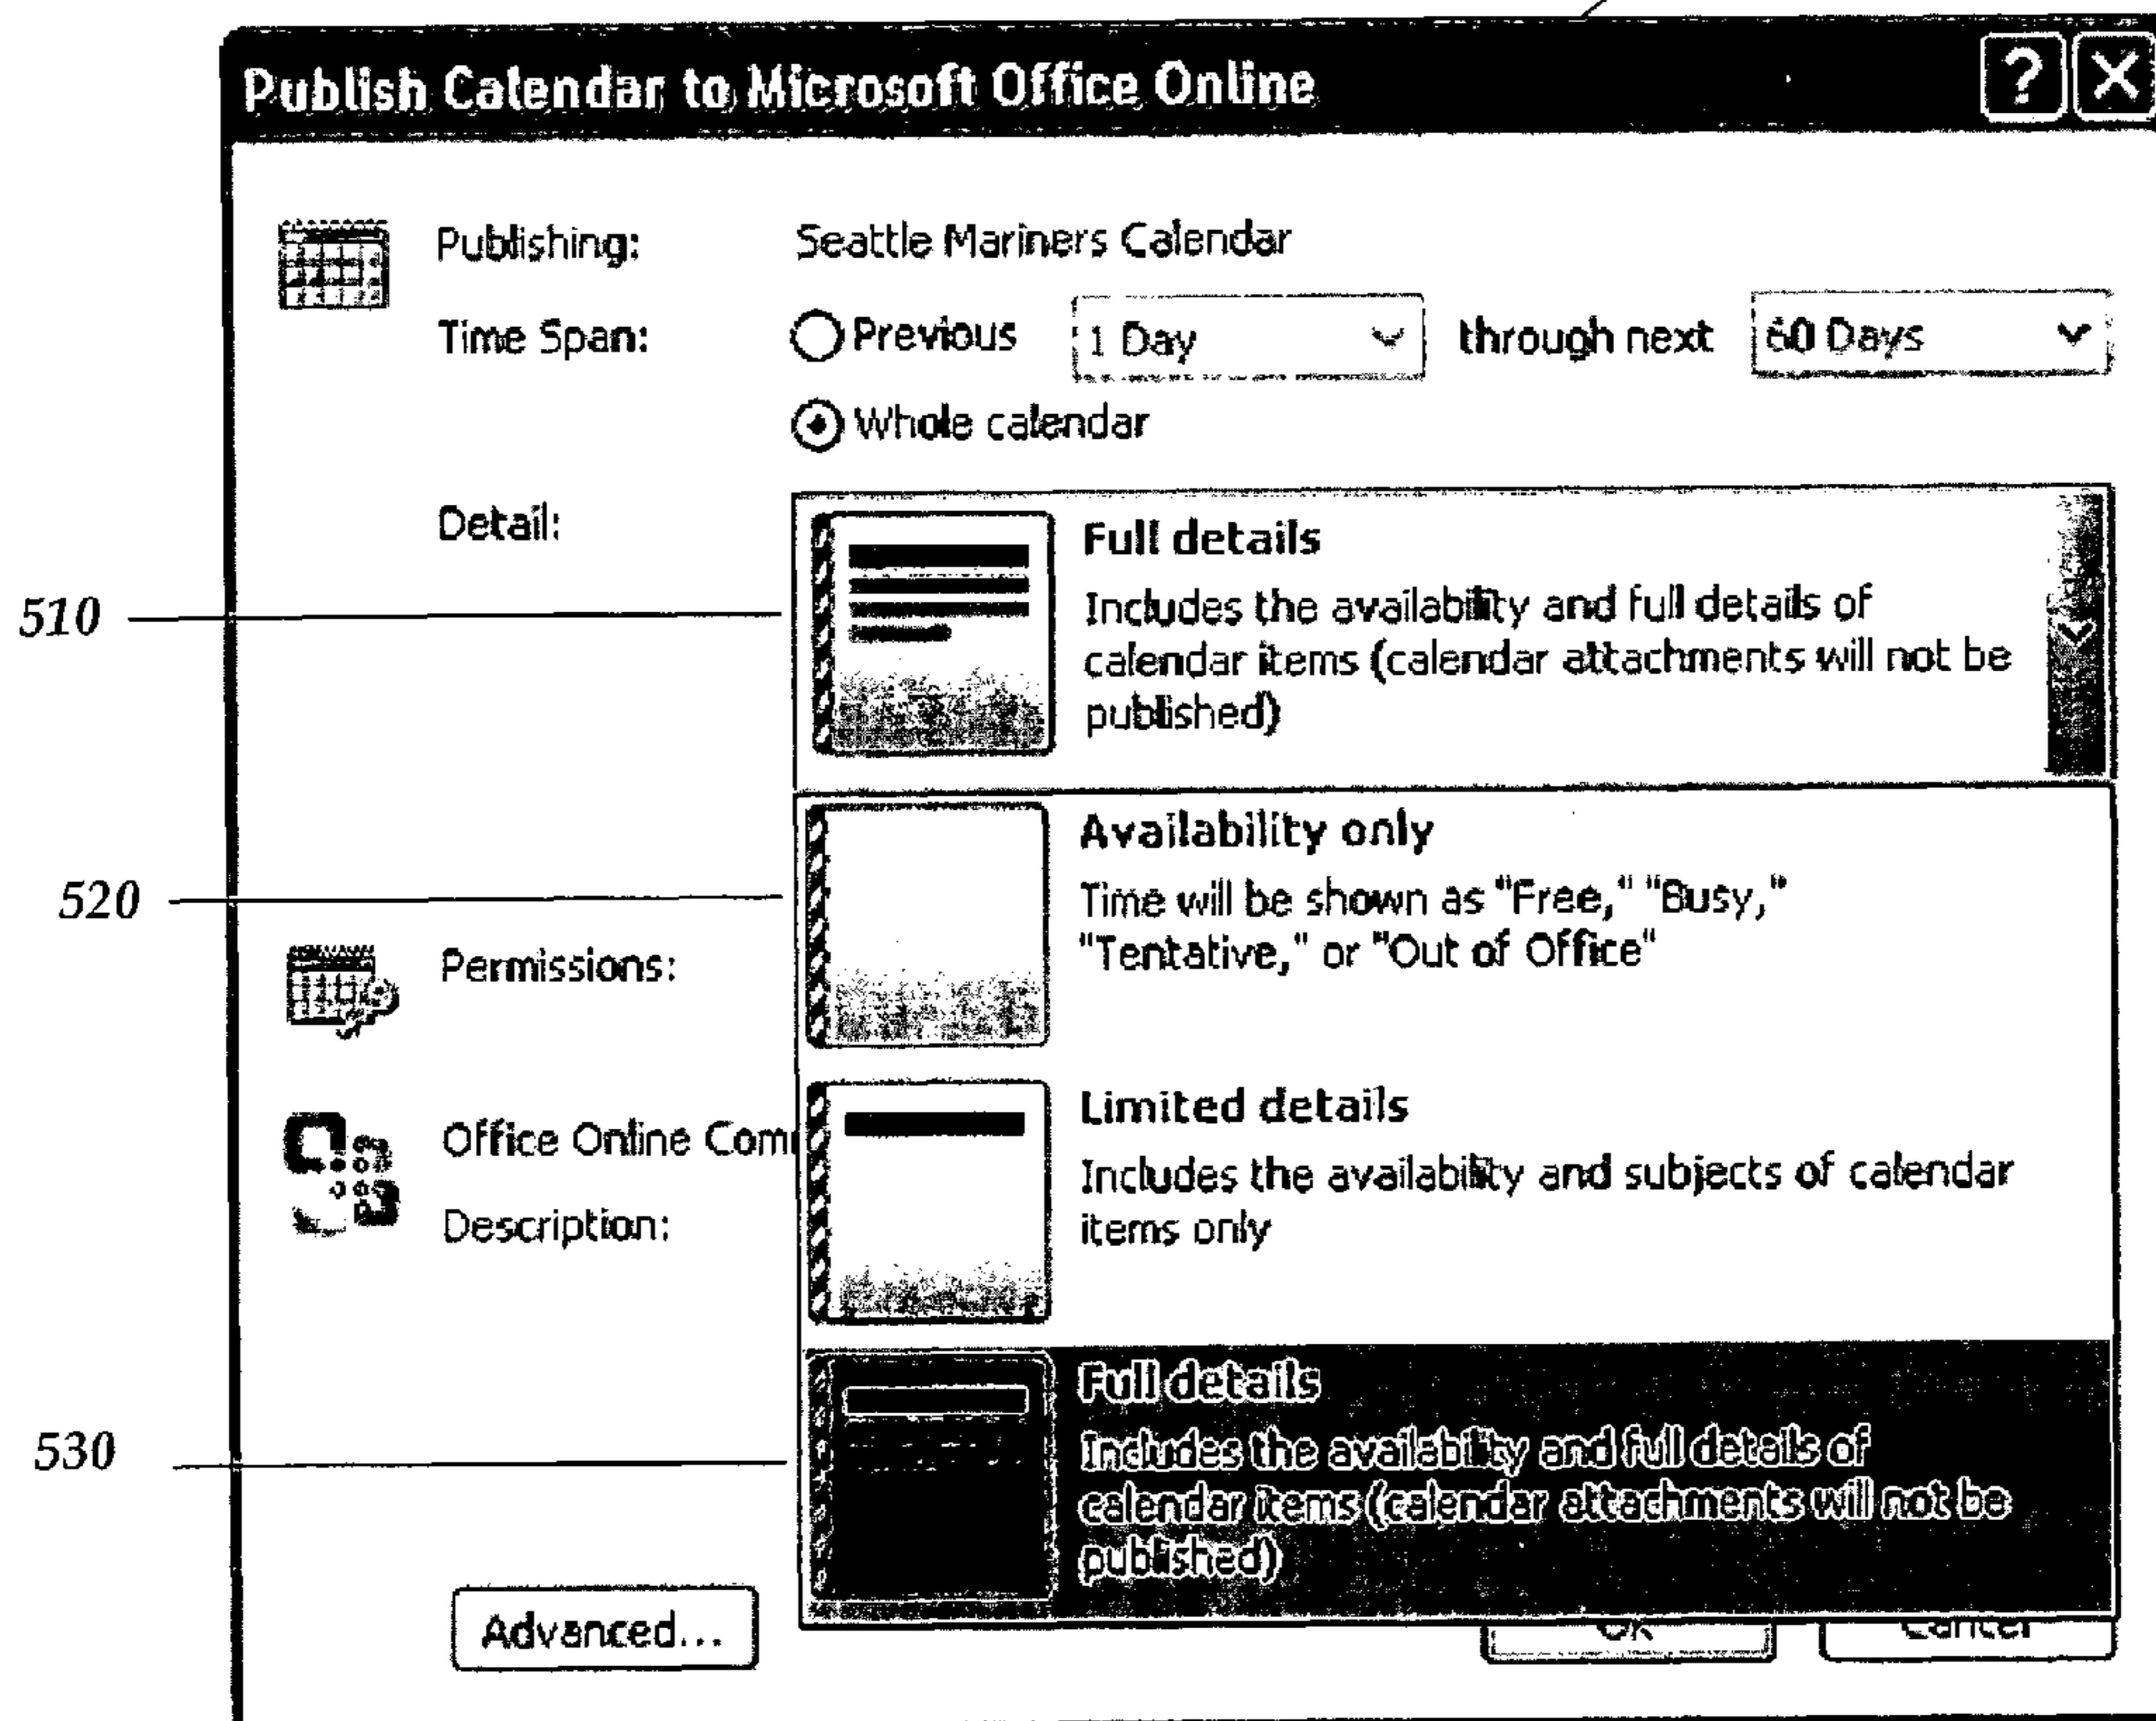 Publish Calendar to Microsoft Office Online
Publishing: Seattle Mariners Calendar
Time Span: Previous 1 Day through next 60 Days
Whole calendar
Detail:
Full details
510
Includes the availability and full details of
calendar items (calendar attachments will not be
published)
Availability only
520
Time will be shown as "Free," "Busy,"
"Tentative," or "Out of Office"
Permissions:
Limited details
Office Online
Includes the availability and subjects of calendar
items only
Description:
Full details
530
Includes the availability and full details of
calendar items (calendar attachments will not be
published)
Advanced...
OK Cancel